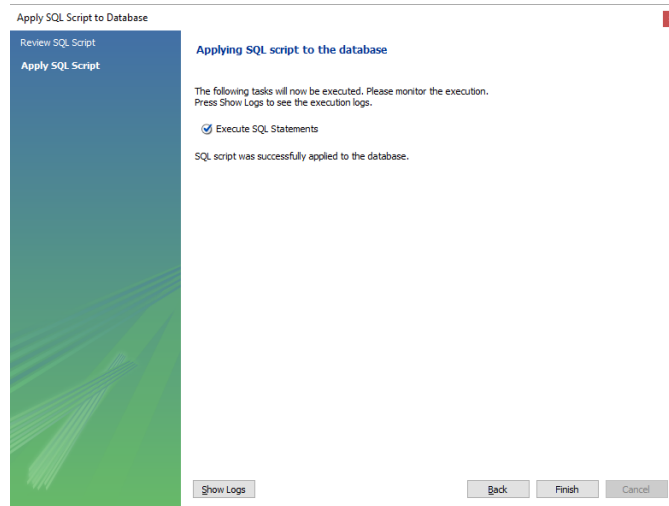 Apply SQL Script to Database
Review SQL Script
Apply SQL Script
Applying SQL script to the database
The following tasks will now be executed. Please monitor the execution.
Press Show Logs to see the execution logs.
Execute SQL Statements
SQL script was successfully applied to the database.
Show Logs
Back
Finish
Cancel